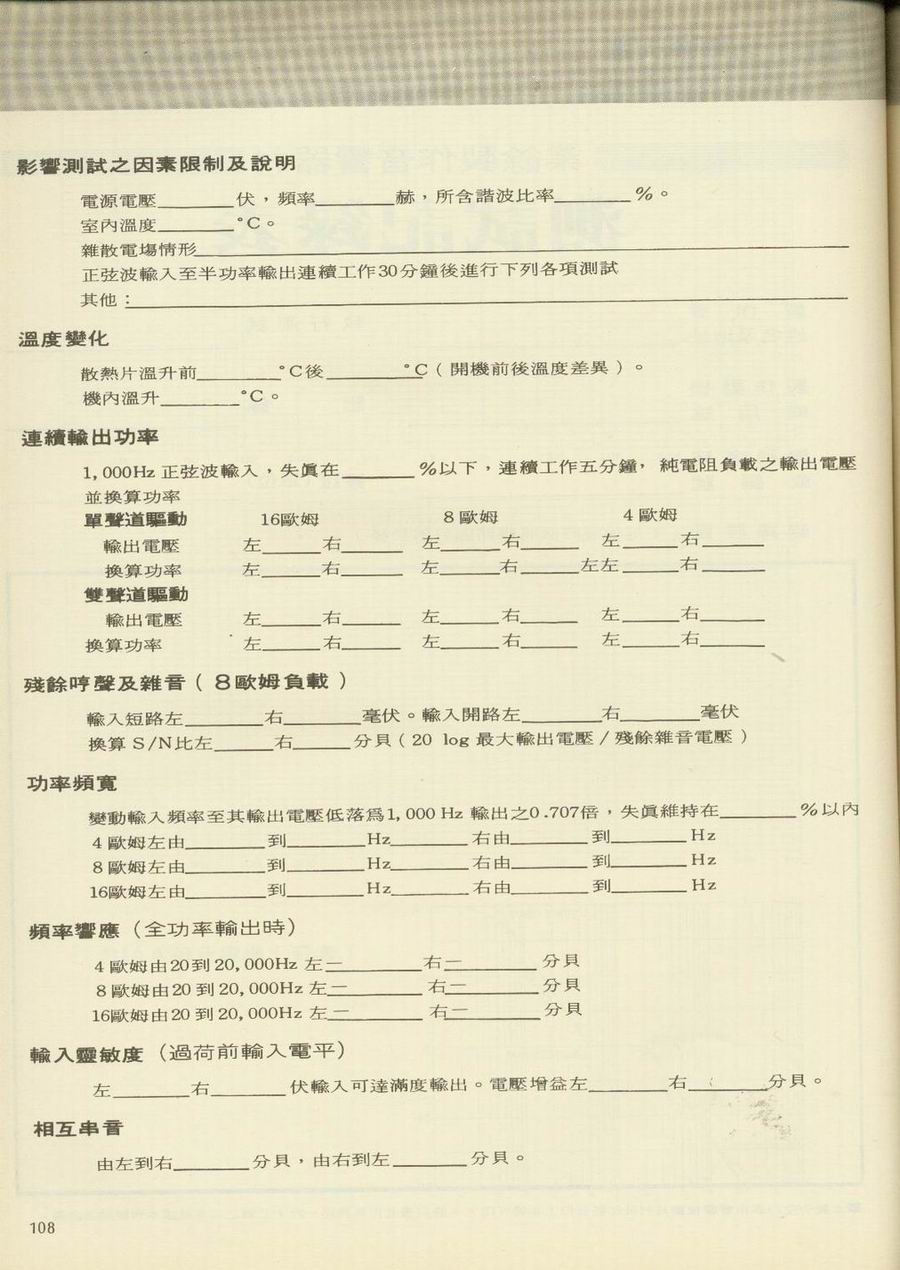 影響測試之因素限制及說明
電源電壓________伏，頻率________赫，所含諧波比率________%。
室內溫度________°C。
雜散電場情形________________
正弦波輸入至半功率輸出連續工作30分鐘後進行下列各項測試
其他：________________
溫度變化
散熱片溫升前________°C後________°C（開機前後溫度差異）。
機內溫升________°C。
連續輸出功率
1,000Hz 正弦波輸入，失眞在________%以下，連續工作五分鐘，純電阻負載之輸出電壓
並換算功率
單聲道驅動 16歐姆 8歐姆 4歐姆
輸出電壓 左______右______ 左______右______ 左______右______
換算功率 左______右______ 左______右______左左______右______
雙聲道驅動
輸出電壓 左______右______ 左______右______ 左______右______
換算功率 左______右______ 左______右______ 左______右______
殘餘哼聲及雜音（8歐姆負載）
輸入短路左________右________毫伏。輸入開路左________右________毫伏
換算 S/N比左______右______分貝（20 log 最大輸出電壓/殘餘雜音電壓）
功率頻寬
變動輸入頻率至其輸出電壓低落爲1,000 Hz 輸出之0.707倍，失眞維持在________%以內
4歐姆左由________到________Hz________右由________到________Hz
8歐姆左由________到________Hz________右由________到________Hz
16歐姆左由________到________Hz________右由________到________Hz
頻率響應（全功率輸出時）
4歐姆由20到20,000Hz 左−________右−________分貝
8歐姆由20到20,000Hz 左−________右−________分貝
16歐姆由20到20,000Hz 左−________右−________分貝
輸入靈敏度（過荷前輸入電平）
左________右________伏輸入可達滿度輸出。電壓增益左________右________分貝。
相互串音
由左到右________分貝，由右到左________分貝。
108